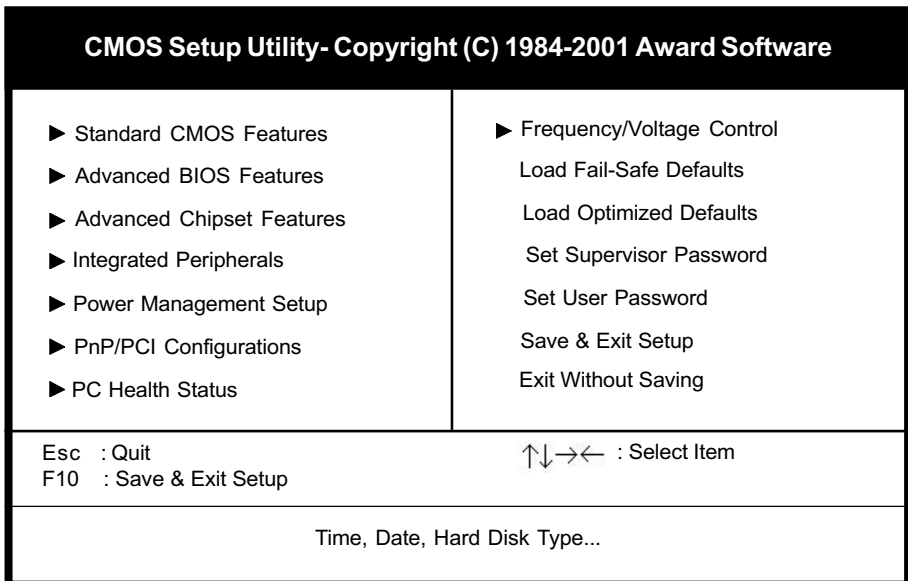 CMOS Setup Utility- Copyright (C) 1984-2001 Award Software
▶ Standard CMOS Features
▶ Advanced BIOS Features
▶ Advanced Chipset Features
▶ Integrated Peripherals
▶ Power Management Setup
▶ PnP/PCI Configurations
▶ PC Health Status
▶ Frequency/Voltage Control
Load Fail-Safe Defaults
Load Optimized Defaults
Set Supervisor Password
Set User Password
Save & Exit Setup
Exit Without Saving
Esc : Quit
F10 : Save & Exit Setup
↑↓→← : Select Item
Time, Date, Hard Disk Type...